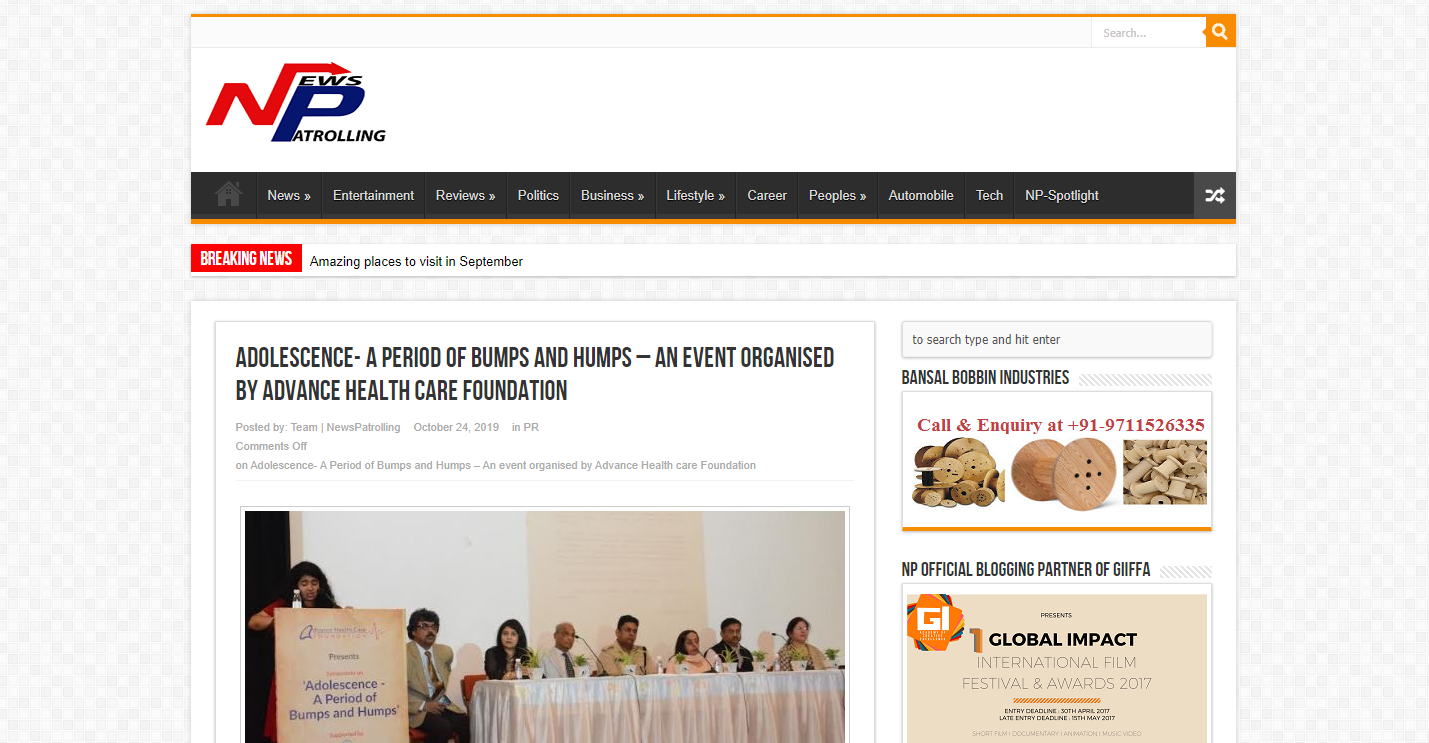 Search...
NEWS
PATROLLING
News »
Entertainment
Reviews »
Politics
Business »
Lifestyle »
Career
Peoples »
Automobile
Tech
NP-Spotlight
BREAKING NEWS
Amazing places to visit in September
ADOLESCENCE- A PERIOD OF BUMPS AND HUMPS – AN EVENT ORGANISED
BY ADVANCE HEALTH CARE FOUNDATION
Posted by: Team | NewsPatrolling October 24, 2019 in PR
Comments Off
on Adolescence- A Period of Bumps and Humps – An event organised by Advance Health care Foundation
Advance Health Care
FOUNDATION
Presents
'Adolescence -
A Period of
Bumps and Humps'
Supported by
to search type and hit enter
BANSAL BOBBIN INDUSTRIES
Call & Enquiry at +91-9711526335
NP OFFICIAL BLOGGING PARTNER OF GIIFFA
GI
PRESENTS
1 GLOBAL IMPACT
INTERNATIONAL FILM
FESTIVAL & AWARDS 2017
ENTRY DEADLINE : 30TH APRIL 2017
LATE ENTRY DEADLINE : 15TH MAY 2017
SHORT FILM | DOCUMENTARY | ANIMATION | MUSIC VIDEO